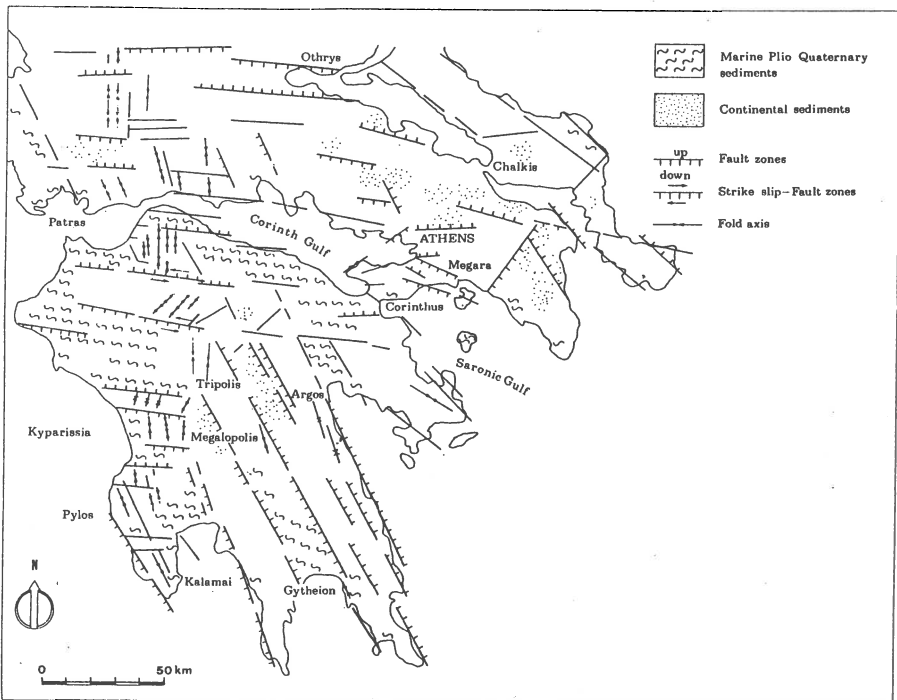 Othrys
Marine Plio Quaternary
sediments
Continental sediments
Chalkis
up
Fault zones
down
Strike slip-Fault zones
Fold axis
Patras
Corinth Gulf
ATHENS
Megara
Corinthus
Saronic Gulf
Tripolis
Argos
Kyparissia
Megalopolis
Pylos
N
Kalamai
Gytheion
0
50 km